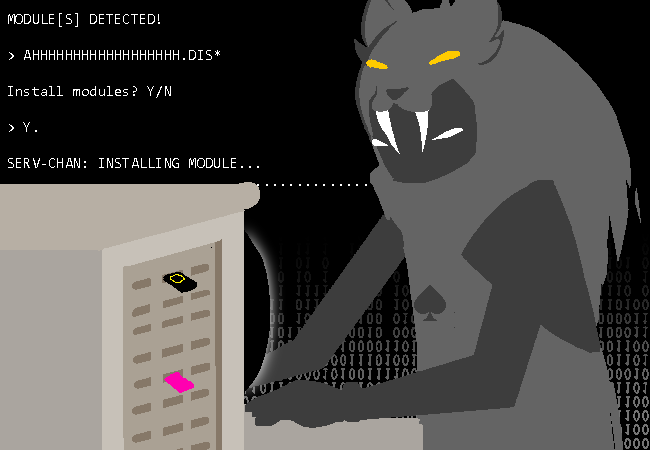 MODULE[S] DETECTED!
> AHHHHHHHHHHHHHHHHHHH.DIS*
Install modules? Y/N
> Y.
SERV-CHAN: INSTALLING MODULE...